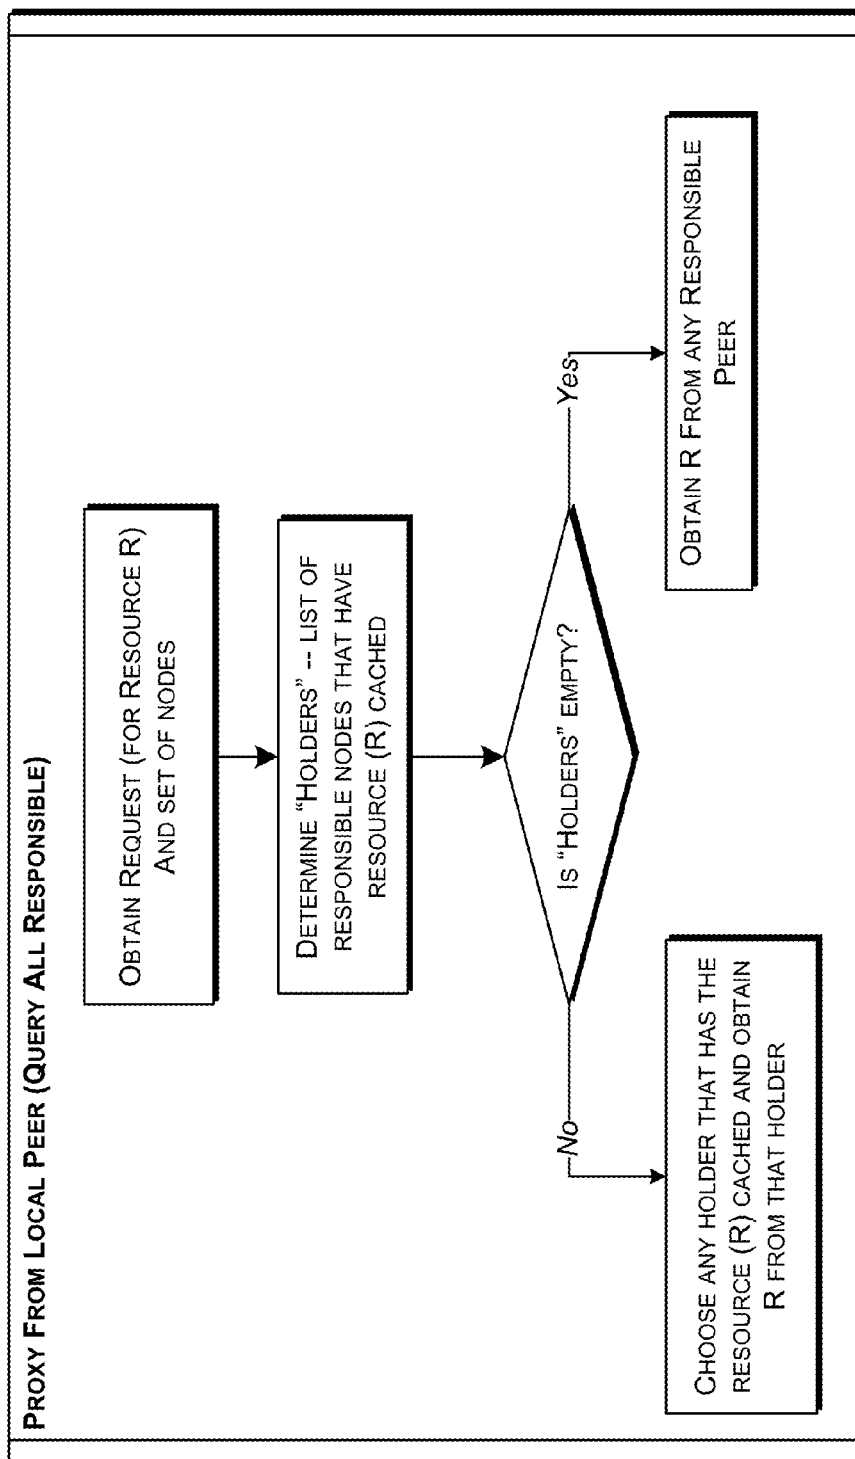 PROXY FROM LOCAL PEER (QUERY ALL RESPONSIBLE)
OBTAIN REQUEST (FOR RESOURCE R)
AND SET OF NODES
DETERMINE “HOLDERS” -- LIST OF
RESPONSIBLE NODES THAT HAVE
RESOURCE (R) CACHED
IS “HOLDERS” EMPTY?
No
Yes
CHOOSE ANY HOLDER THAT HAS THE
RESOURCE (R) CACHED AND OBTAIN
R FROM THAT HOLDER
OBTAIN R FROM ANY RESPONSIBLE
PEER